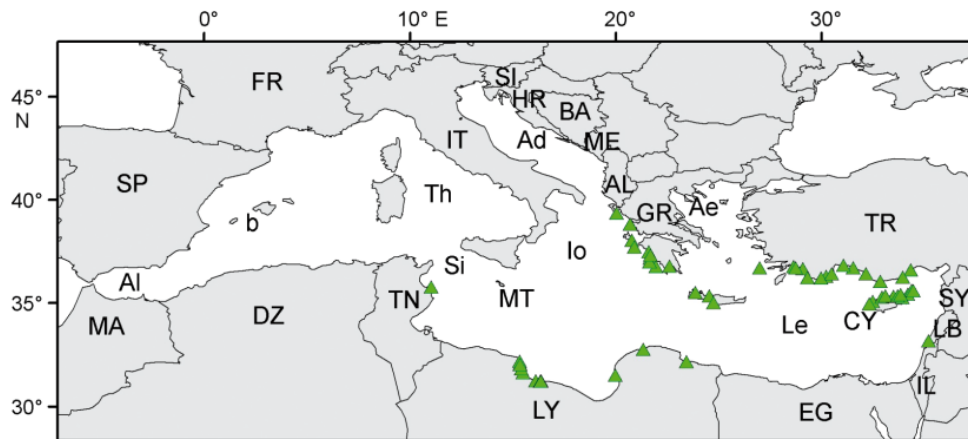 0° 10° E 20° 30°
45°
N
40°
35°
30°
FR
SI
HR
BA
IT
Ad
ME
SP
AL
Th
GR
Ae
TR
b
Io
Al
Si
MT
TN
MA
DZ
Le
CY
SY
LB
IL
LY
EG